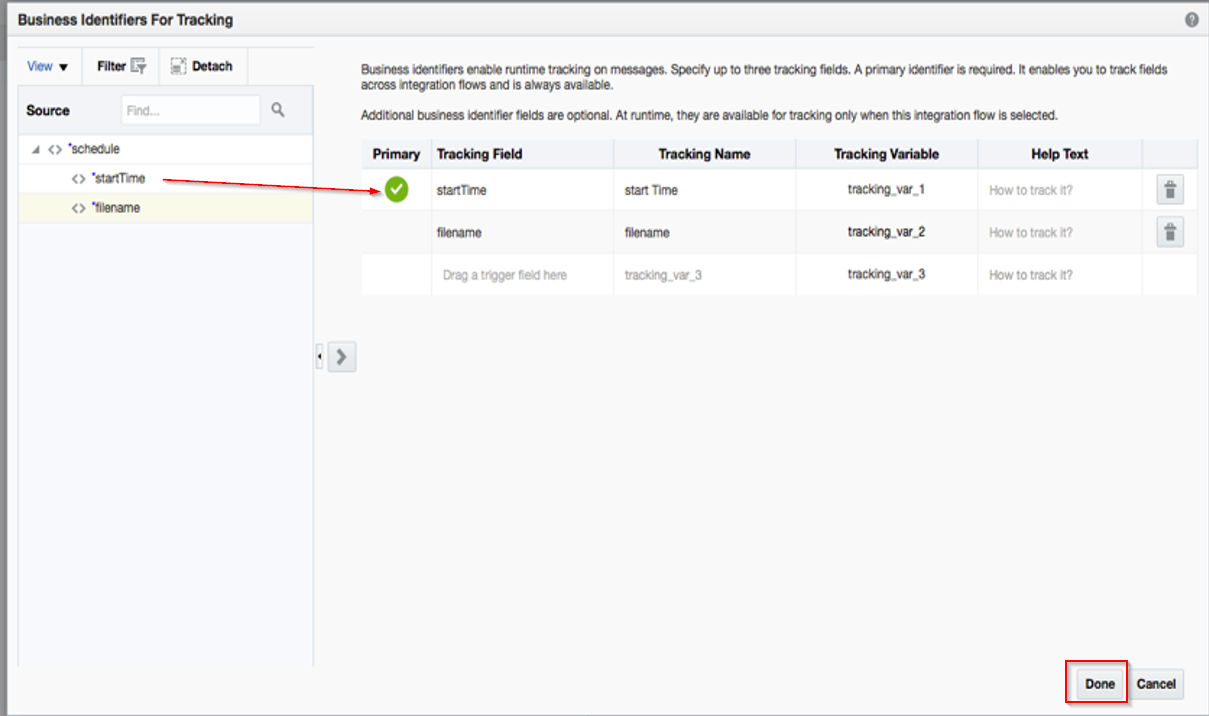 Business Identifiers For Tracking
View Filter Detach
Source Find...
*schedule
*startTime
*filename
Business identifiers enable runtime tracking on messages. Specify up to three tracking fields. A primary identifier is required. It enables you to track fields
across integration flows and is always available.
Additional business identifier fields are optional. At runtime, they are available for tracking only when this integration flow is selected.
Primary Tracking Field Tracking Name Tracking Variable Help Text
startTime start Time tracking_var_1 How to track it?
filename filename tracking_var_2 How to track it?
Drag a trigger field here tracking_var_3 tracking_var_3 How to track it?
Done Cancel